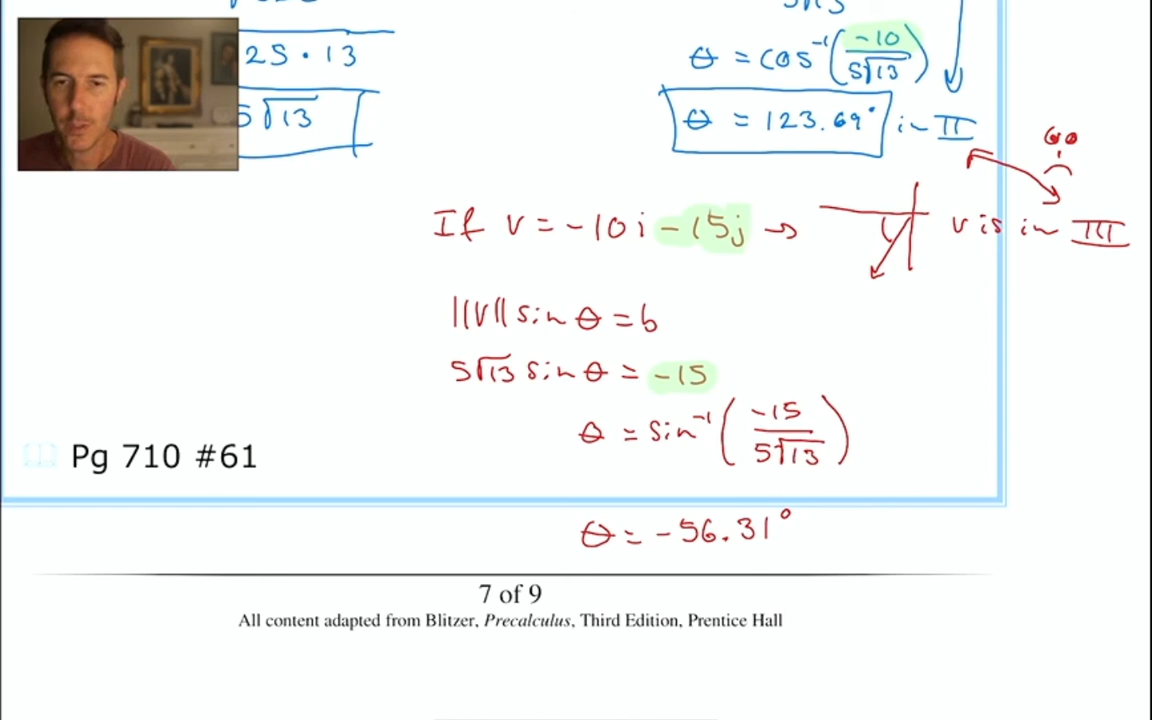 25 · 13
5√13
θ = cos⁻¹(-10/5√13)
θ = 123.69° in II
If v = -10i -15j → v is in III
||v|| sin θ = b
5√13 sin θ = -15
θ = sin⁻¹(-15/5√13)
Pg 710 #61
θ = -56.31°
7 of 9
All content adapted from Blitzer, Precalculus, Third Edition, Prentice Hall